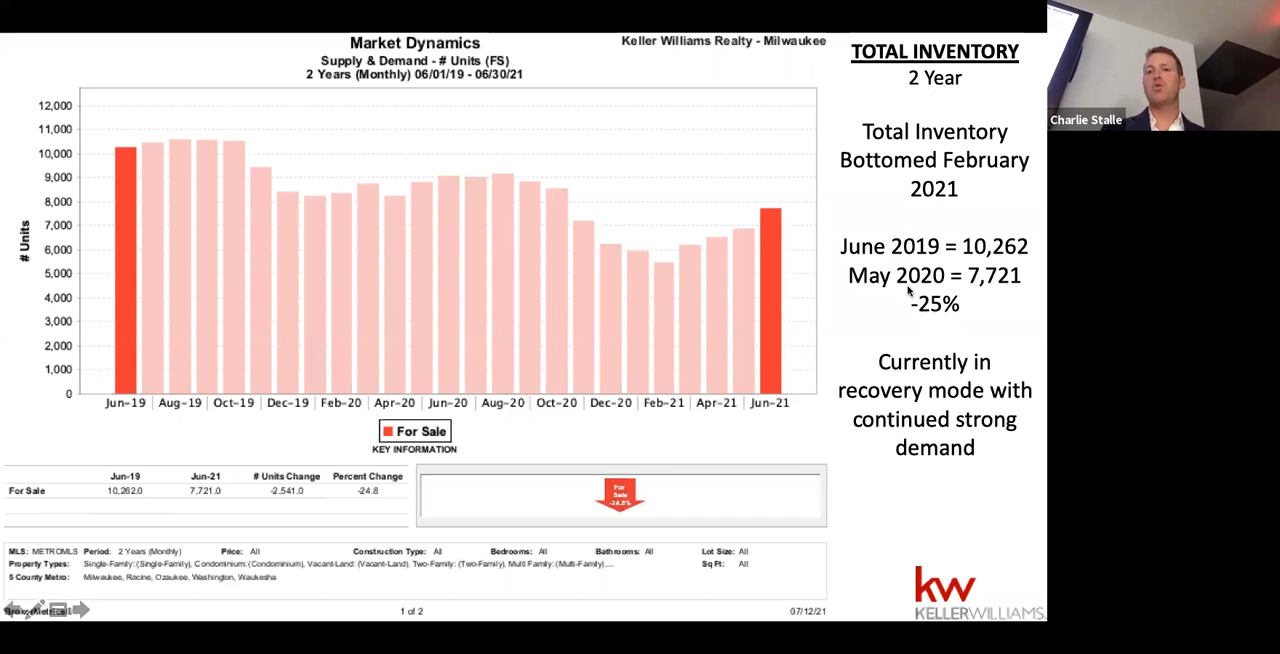 Market Dynamics
Keller Williams Realty - Milwaukee
Supply & Demand - # Units (FS)
2 Years (Monthly) 06/01/19 - 06/30/21
# Units
12,000
11,000
10,000
9,000
8,000
7,000
6,000
5,000
4,000
3,000
2,000
1,000
0
Jun-19 Aug-19 Oct-19 Dec-19 Feb-20 Apr-20 Jun-20 Aug-20 Oct-20 Dec-20 Feb-21 Apr-21 Jun-21
For Sale
KEY INFORMATION
Jun-19 Jun-21 # Units Change Percent Change
For Sale 10,262.0 7,721.0 -2,541.0 -24.8
For
Sale
-24.8%
MLS: METROMLS Period: 2 Years (Monthly) Price: All Construction Type: All Bedrooms: All Bathrooms: All Lot Size: All
Property Types: Single-Family: (Single-Family), Condominium: (Condominium), Vacant-Land: (Vacant-Land), Two-Family: (Two-Family), Multi Family: (Multi-Family),... Sq Ft: All
5 County Metro: Milwaukee, Racine, Ozaukee, Washington, Waukesha
1 of 2
07/12/21
TOTAL INVENTORY
2 Year
Total Inventory
Bottomed February
2021
June 2019 = 10,262
May 2020 = 7,721
-25%
Currently in
recovery mode with
continued strong
demand
kw
KELLERWILLIAMS.
Charlie Stalle